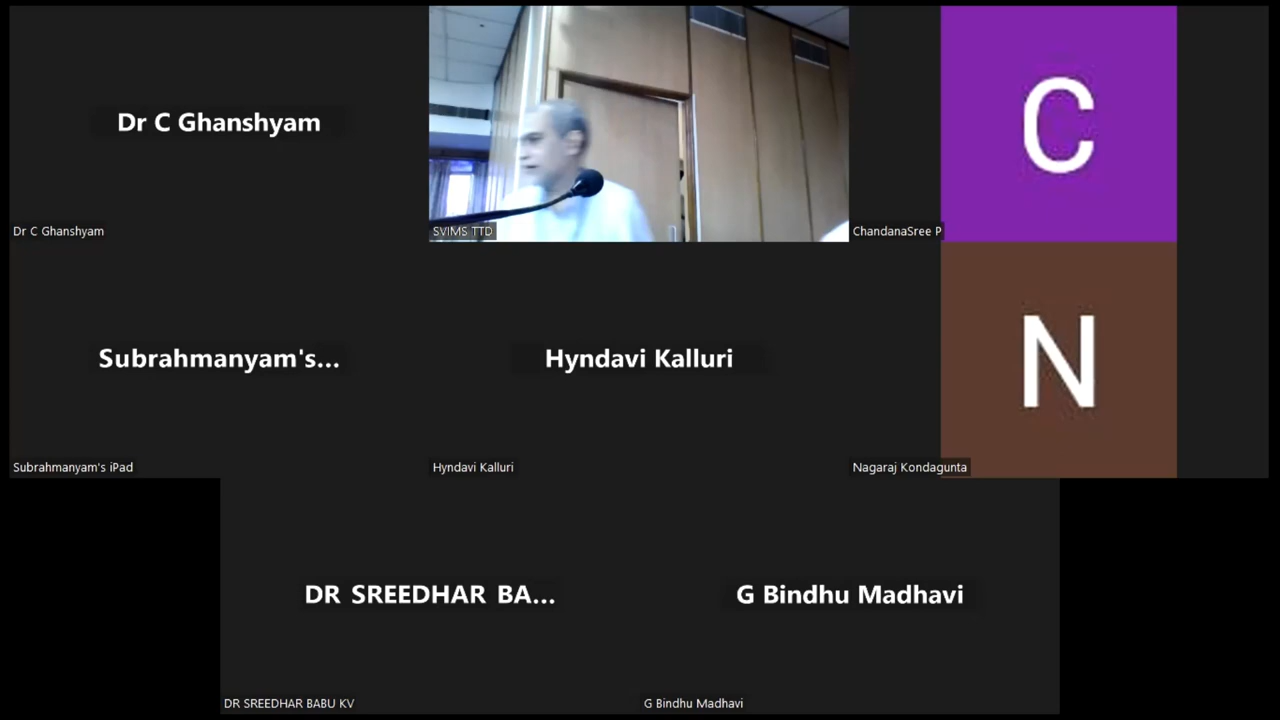 Dr C Ghanshyam
Dr C Ghanshyam
SVIMS TTD
C
ChandanaSree P
Subrahmanyam's...
Subrahmanyam's iPad
Hyndavi Kalluri
Hyndavi Kalluri
N
Nagaraj Kondagunta
DR SREEDHAR BA...
DR SREEDHAR BABU KV
G Bindhu Madhavi
G Bindhu Madhavi